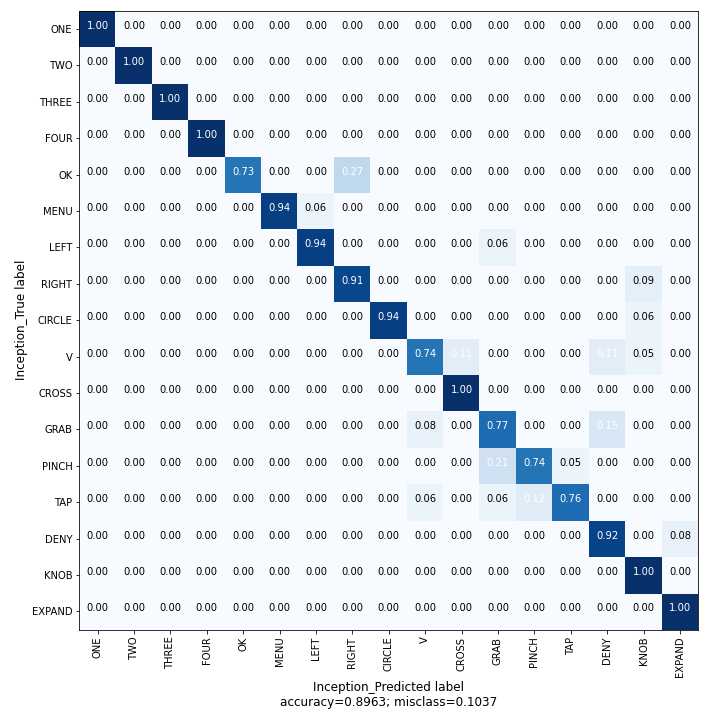 ONE 1.00 0.00 0.00 0.00 0.00 0.00 0.00 0.00 0.00 0.00 0.00 0.00 0.00 0.00 0.00 0.00 0.00
TWO 0.00 1.00 0.00 0.00 0.00 0.00 0.00 0.00 0.00 0.00 0.00 0.00 0.00 0.00 0.00 0.00 0.00
THREE 0.00 0.00 1.00 0.00 0.00 0.00 0.00 0.00 0.00 0.00 0.00 0.00 0.00 0.00 0.00 0.00 0.00
FOUR 0.00 0.00 0.00 1.00 0.00 0.00 0.00 0.00 0.00 0.00 0.00 0.00 0.00 0.00 0.00 0.00 0.00
OK 0.00 0.00 0.00 0.00 0.73 0.00 0.00 0.27 0.00 0.00 0.00 0.00 0.00 0.00 0.00 0.00 0.00
MENU 0.00 0.00 0.00 0.00 0.00 0.94 0.06 0.00 0.00 0.00 0.00 0.00 0.00 0.00 0.00 0.00 0.00
LEFT 0.00 0.00 0.00 0.00 0.00 0.00 0.94 0.00 0.00 0.00 0.00 0.06 0.00 0.00 0.00 0.00 0.00
RIGHT 0.00 0.00 0.00 0.00 0.00 0.00 0.00 0.91 0.00 0.00 0.00 0.00 0.00 0.00 0.00 0.09 0.00
CIRCLE 0.00 0.00 0.00 0.00 0.00 0.00 0.00 0.00 0.94 0.00 0.00 0.00 0.00 0.00 0.00 0.06 0.00
V 0.00 0.00 0.00 0.00 0.00 0.00 0.00 0.00 0.00 0.74 0.11 0.00 0.00 0.00 0.11 0.05 0.00
CROSS 0.00 0.00 0.00 0.00 0.00 0.00 0.00 0.00 0.00 0.00 1.00 0.00 0.00 0.00 0.00 0.00 0.00
GRAB 0.00 0.00 0.00 0.00 0.00 0.00 0.00 0.00 0.00 0.08 0.00 0.77 0.00 0.00 0.15 0.00 0.00
PINCH 0.00 0.00 0.00 0.00 0.00 0.00 0.00 0.00 0.00 0.00 0.00 0.21 0.74 0.05 0.00 0.00 0.00
TAP 0.00 0.00 0.00 0.00 0.00 0.00 0.00 0.00 0.00 0.06 0.00 0.06 0.12 0.76 0.00 0.00 0.00
DENY 0.00 0.00 0.00 0.00 0.00 0.00 0.00 0.00 0.00 0.00 0.00 0.00 0.00 0.00 0.92 0.00 0.08
KNOB 0.00 0.00 0.00 0.00 0.00 0.00 0.00 0.00 0.00 0.00 0.00 0.00 0.00 0.00 0.00 1.00 0.00
EXPAND 0.00 0.00 0.00 0.00 0.00 0.00 0.00 0.00 0.00 0.00 0.00 0.00 0.00 0.00 0.00 0.00 1.00
Inception_True label
ONE TWO THREE FOUR OK MENU LEFT RIGHT CIRCLE V CROSS GRAB PINCH TAP DENY KNOB EXPAND
Inception_Predicted label
accuracy=0.8963; misclass=0.1037